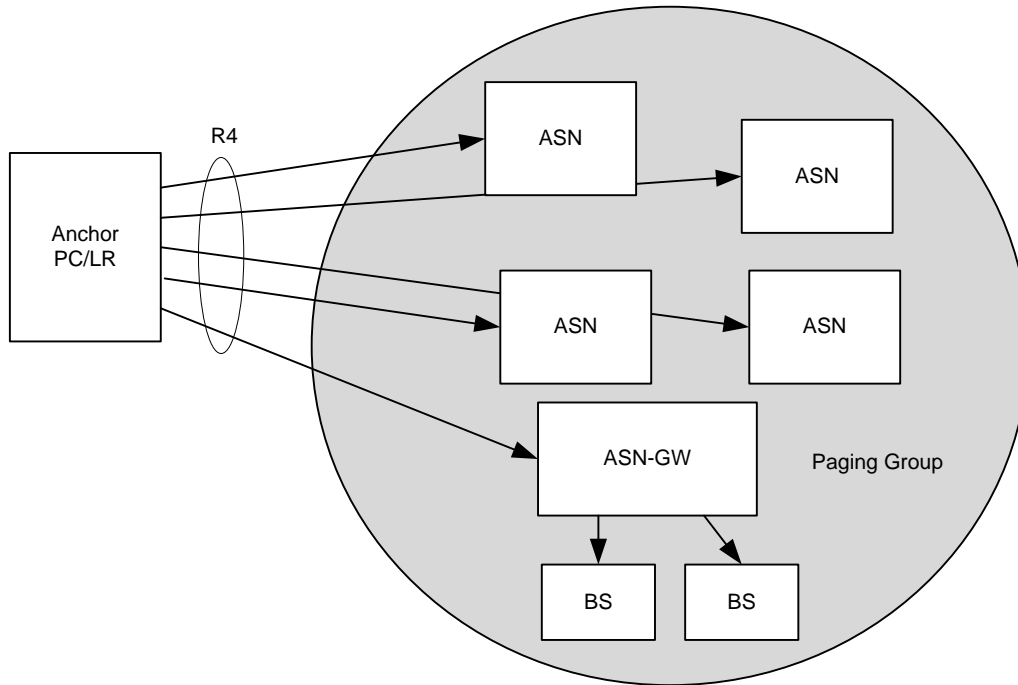 R4
ASN
ASN
Anchor
PC/LR
ASN
ASN
ASN-GW
Paging Group
BS
BS